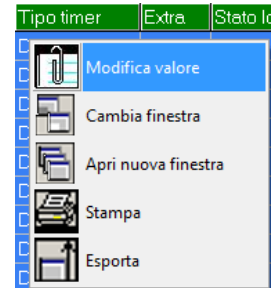 Tipo timer Extra Stato lo
D
Modifica valore
Cambia finestra
Apri nuova finestra
Stampa
Esporta